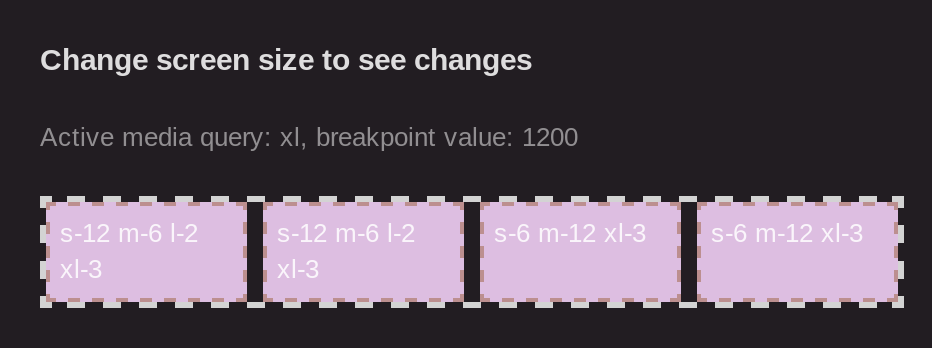 Change screen size to see changes
Active media query: xl, breakpoint value: 1200
s-12 m-6 l-2
xl-3
s-12 m-6 l-2
xl-3
s-6 m-12 xl-3
s-6 m-12 xl-3